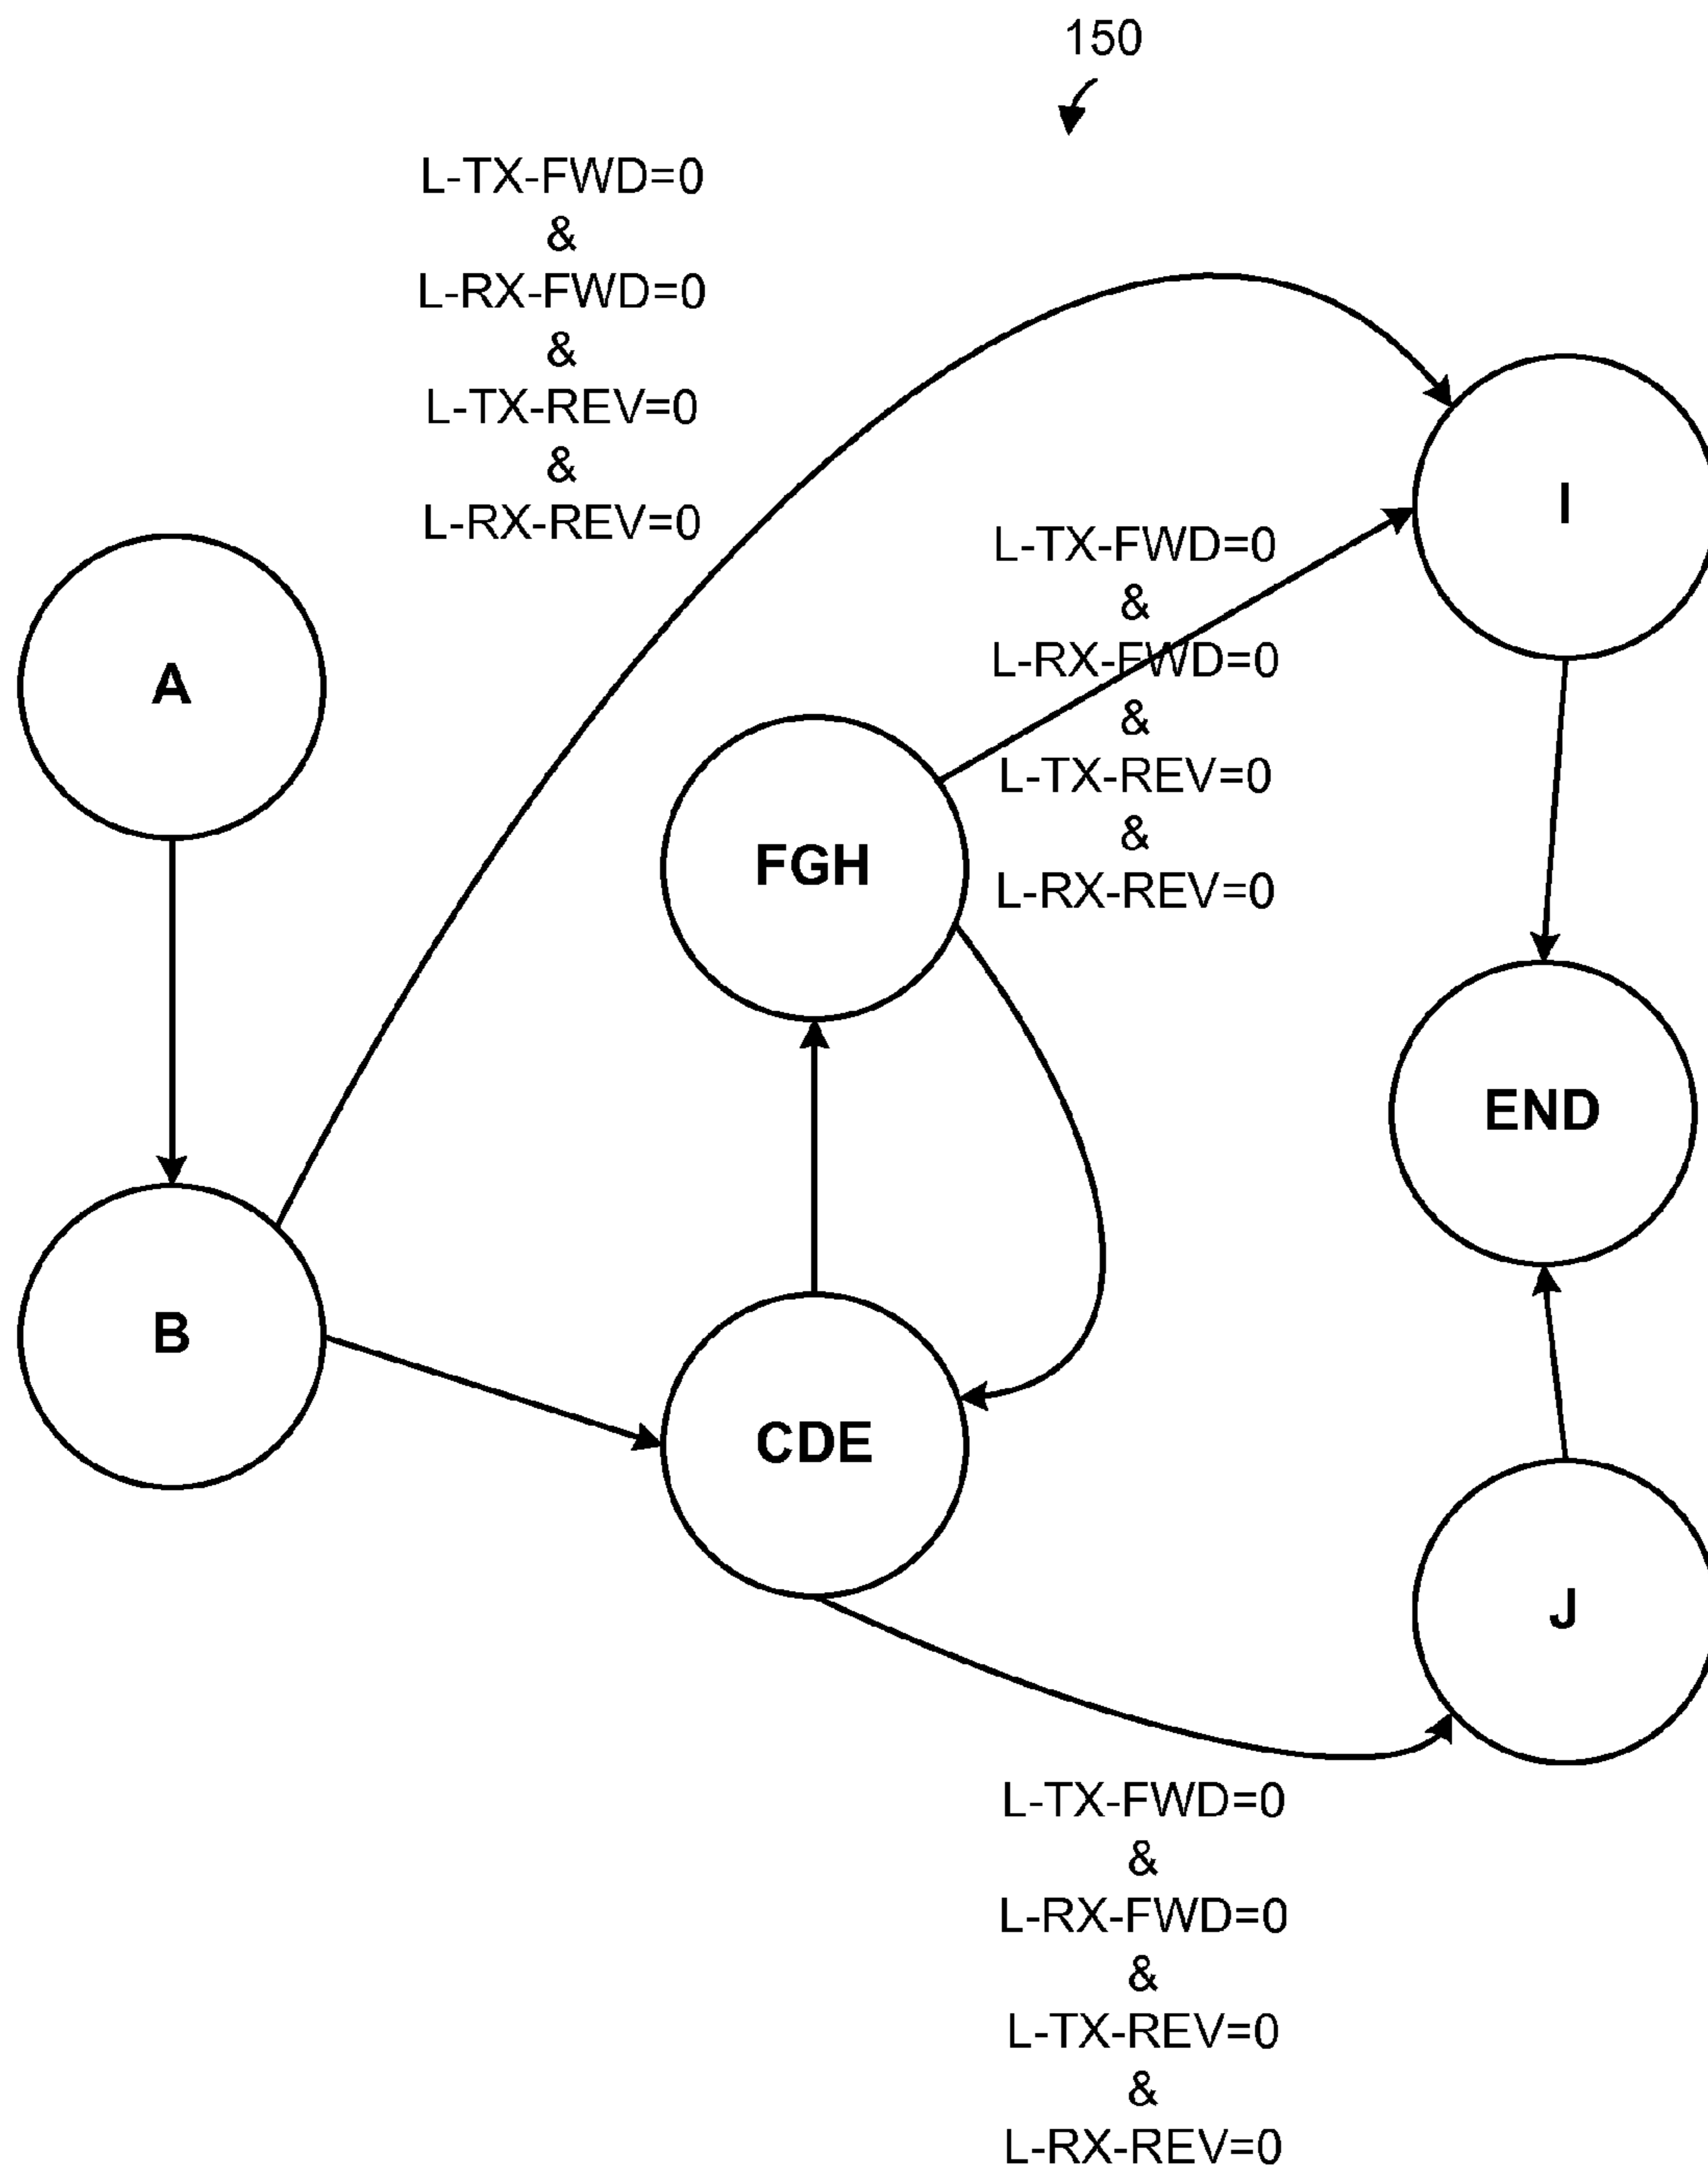 150
L-TX-FWD=0
&
L-RX-FWD=0
&
L-TX-REV=0
&
L-RX-REV=0
I
L-TX-FWD=0
&
L-RX-FWD=0
&
L-TX-REV=0
&
L-RX-REV=0
A
FGH
END
B
CDE
J
L-TX-FWD=0
&
L-RX-FWD=0
&
L-TX-REV=0
&
L-RX-REV=0